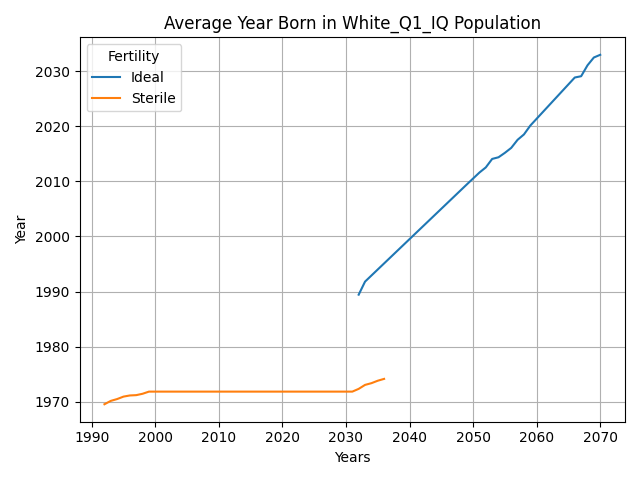 Average Year Born in White_Q1_IQ Population
Fertility
Ideal
Sterile
Year
2030
2020
2010
2000
1990
1980
1970
1990 2000 2010 2020 2030 2040 2050 2060 2070
Years